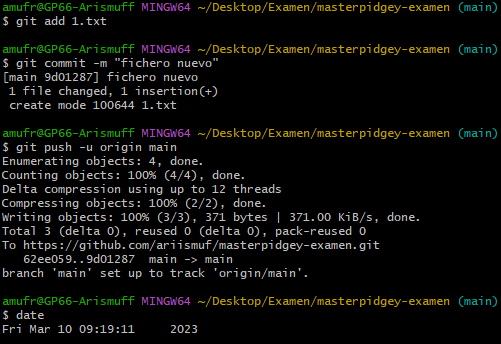 amufr@GP66-Arismuff MINGW64 ~/Desktop/Examen/masterpidgey-examen (main)
$ git add 1.txt
amufr@GP66-Arismuff MINGW64 ~/Desktop/Examen/masterpidgey-examen (main)
$ git commit -m "fichero nuevo"
[main 9d01287] fichero nuevo
 1 file changed, 1 insertion(+)
 create mode 100644 1.txt
amufr@GP66-Arismuff MINGW64 ~/Desktop/Examen/masterpidgey-examen (main)
$ git push -u origin main
Enumerating objects: 4, done.
Counting objects: 100% (4/4), done.
Delta compression using up to 12 threads
Compressing objects: 100% (2/2), done.
Writing objects: 100% (3/3), 371 bytes | 371.00 KiB/s, done.
Total 3 (delta 0), reused 0 (delta 0), pack-reused 0
To https://github.com/ariismuf/masterpidgey-examen.git
   62ee059..9d01287  main -> main
branch 'main' set up to track 'origin/main'.
amufr@GP66-Arismuff MINGW64 ~/Desktop/Examen/masterpidgey-examen (main)
$ date
Fri Mar 10 09:19:11     2023